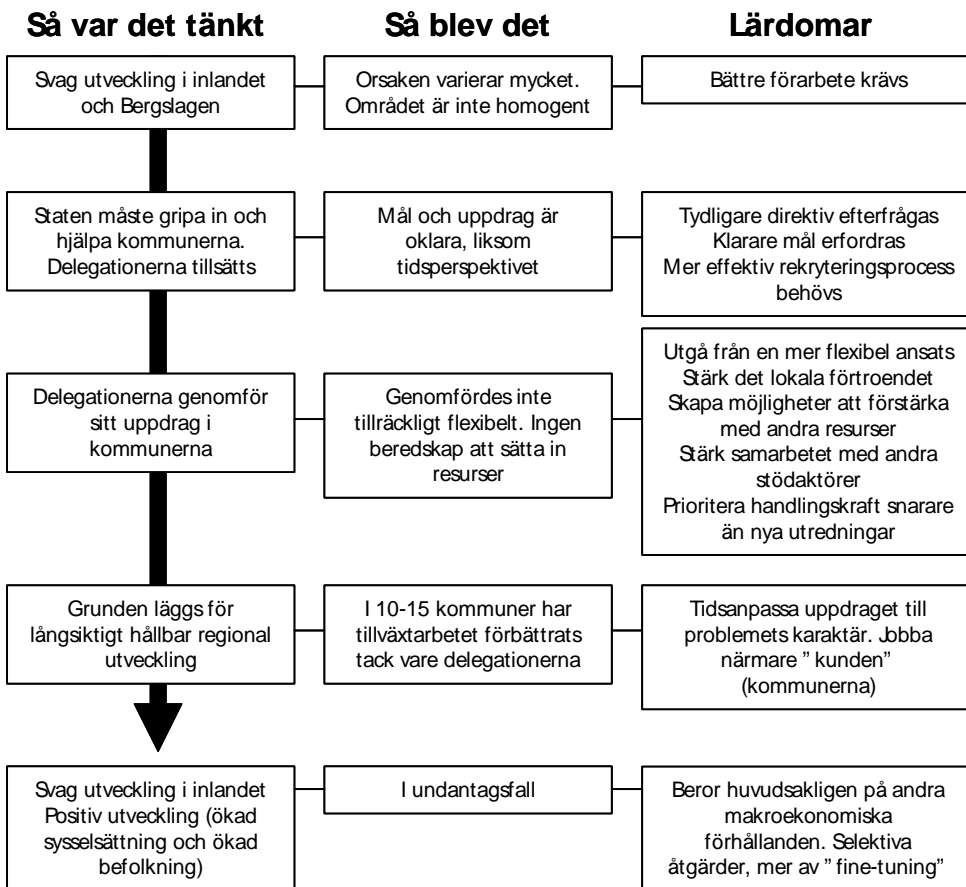 Så var det tänkt
Så blev det
Lärdomar
Svag utveckling i inlandet
och Bergslagen
Orsaken varierar mycket.
Området är inte homogent
Bättre förarbete krävs
Staten måste gripa in och
hjälpa kommunerna.
Delegationerna tillsätts
Mål och uppdrag är
oklara, liksom
tidsperspektivet
Tydligare direktiv efterfrågas
Klarare mål erfordras
Mer effektiv rekryteringsprocess
behövs
Delegationerna genomför
sitt uppdrag i
kommunerna
Genomfördes inte
tillräckligt flexibelt. Ingen
beredskap att sätta in
resurser
Utgå från en mer flexibel ansats
Stärk det lokala förtroendet
Skapa möjligheter att förstärka
med andra resurser
Stärk samarbetet med andra
stödaktörer
Prioritera handlingskraft snarare
än nya utredningar
Grunden läggs för
långsiktigt hållbar regional
utveckling
I 10-15 kommuner har
tillväxtarbetet förbättrats
tack vare delegationerna
Tidsanpassa uppdraget till
problemets karaktär. Jobba
närmare ” kunden”
(kommunerna)
Svag utveckling i inlandet
Positiv utveckling (ökad
sysselsättning och ökad
befolkning)
I undantagsfall
Beror huvudsakligen på andra
makroekonomiska
förhållanden. Selektiva
åtgärder, mer av ” fine-tuning”